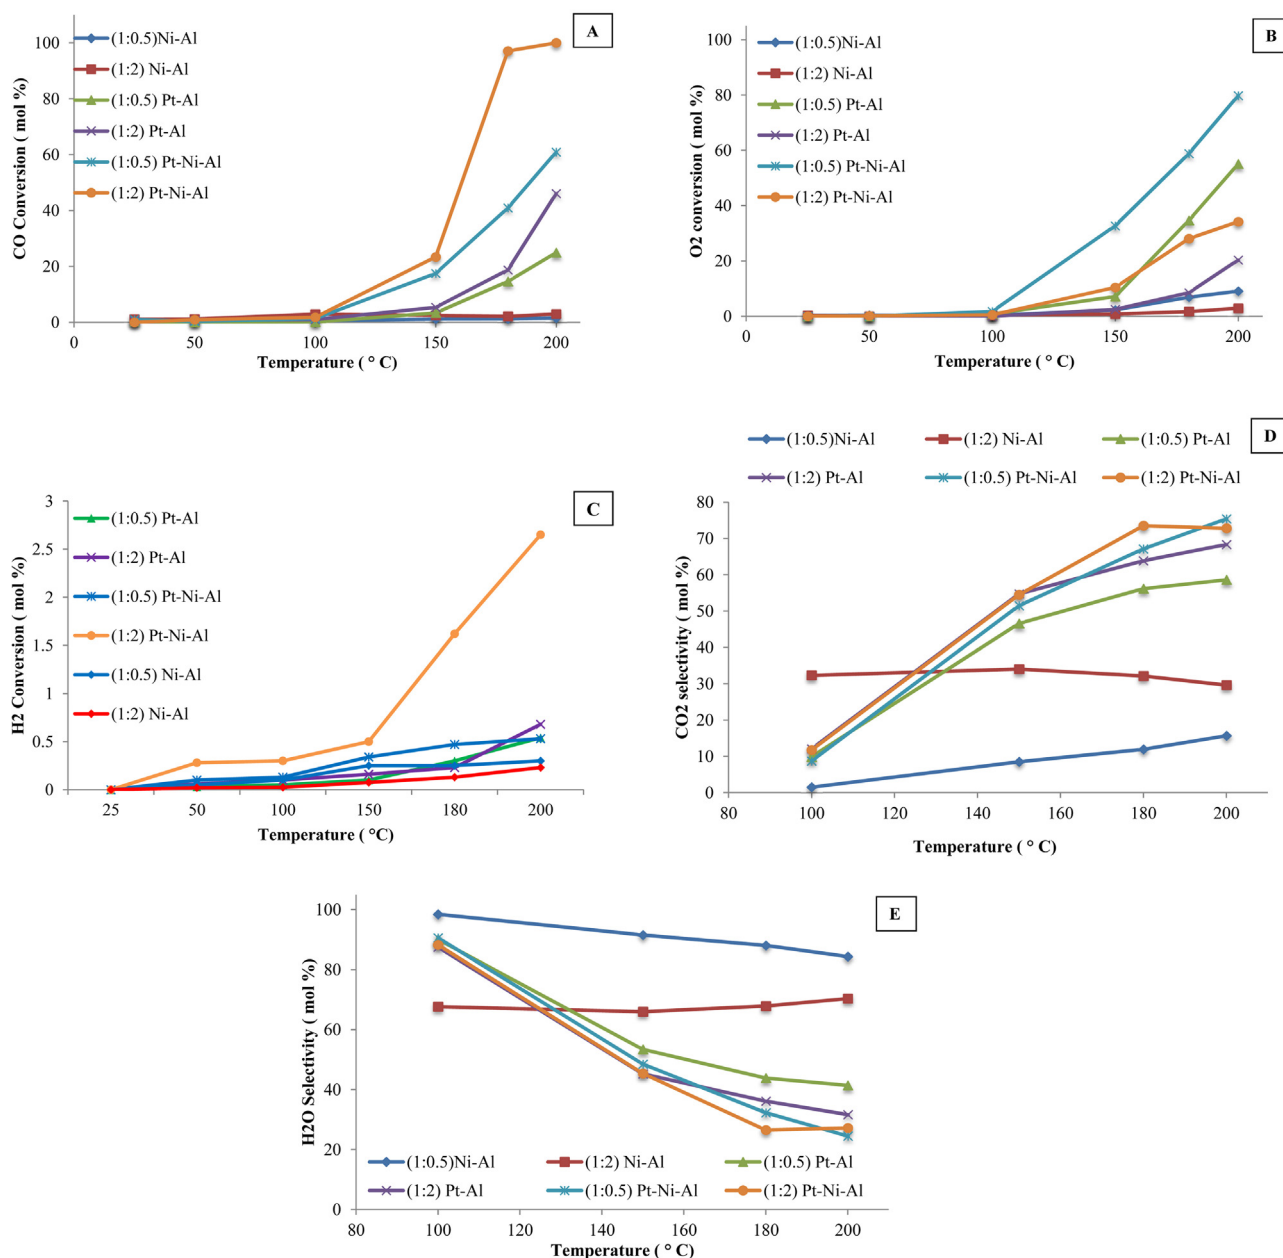 A
CO Conversion ( mol %)
100
80
60
40
20
0
(1:0.5)Ni-Al
(1:2) Ni-Al
(1:0.5) Pt-Al
(1:2) Pt-Al
(1:0.5) Pt-Ni-Al
(1:2) Pt-Ni-Al
0 50 100 150 200
Temperature ( ° C)
B
O2 conversion ( mol %)
100
80
60
40
20
0
(1:0.5)Ni-Al
(1:2) Ni-Al
(1:0.5) Pt-Al
(1:2) Pt-Al
(1:0.5) Pt-Ni-Al
(1:2) Pt-Ni-Al
0 50 100 150 200
Temperature ( ° C)
C
H2 Conversion ( mol %)
3
2.5
2
1.5
1
0.5
0
(1:0.5) Pt-Al
(1:2) Pt-Al
(1:0.5) Pt-Ni-Al
(1:2) Pt-Ni-Al
(1:0.5) Ni-Al
(1:2) Ni-Al
25 50 100 150 180 200
Temperature ( °C)
D
(1:0.5)Ni-Al (1:2) Ni-Al (1:0.5) Pt-Al
(1:2) Pt-Al (1:0.5) Pt-Ni-Al (1:2) Pt-Ni-Al
CO2 selectivity ( mol %)
80
70
60
50
40
30
20
10
0
80 100 120 140 160 180 200
Temperature ( ° C)
E
H2O Selectivity ( mol %)
100
80
60
40
20
0
(1:0.5)Ni-Al (1:2) Ni-Al (1:0.5) Pt-Al
(1:2) Pt-Al (1:0.5) Pt-Ni-Al (1:2) Pt-Ni-Al
80 100 120 140 160 180 200
Temperature ( ° C)